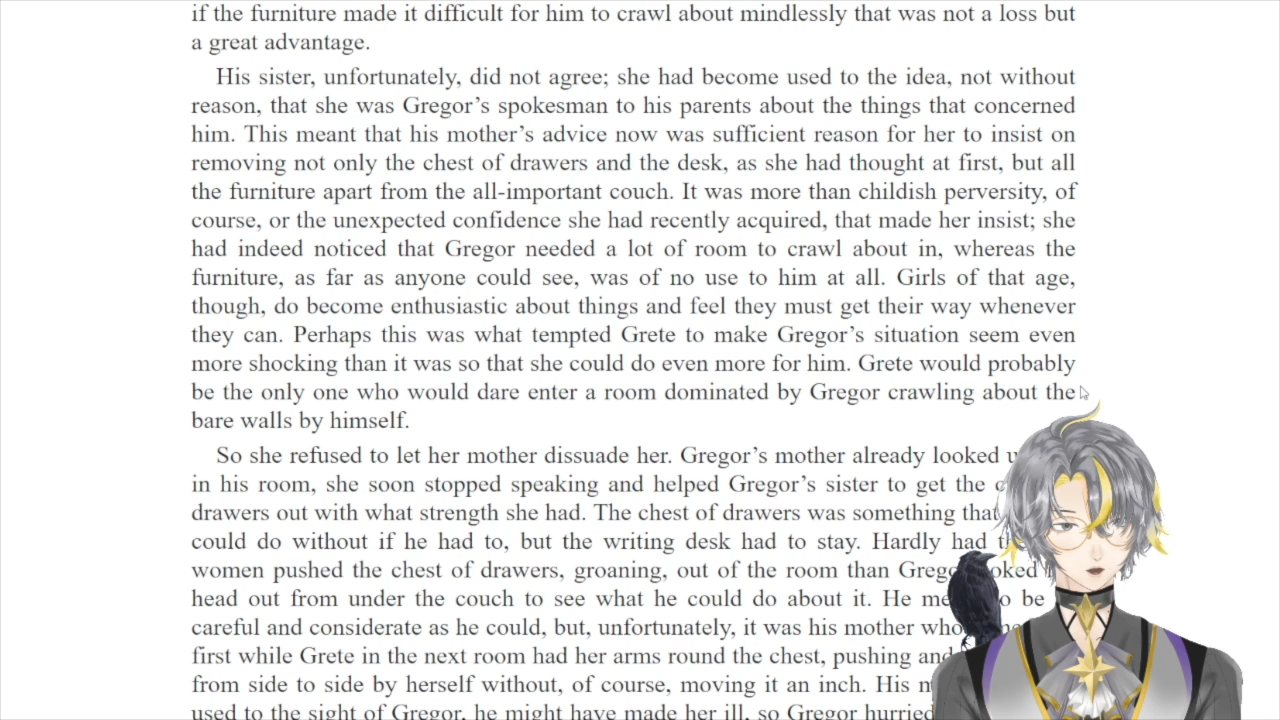 if the furniture made it difficult for him to crawl about mindlessly that was not a loss but
a great advantage.
His sister, unfortunately, did not agree; she had become used to the idea, not without
reason, that she was Gregor’s spokesman to his parents about the things that concerned
him. This meant that his mother’s advice now was sufficient reason for her to insist on
removing not only the chest of drawers and the desk, as she had thought at first, but all
the furniture apart from the all-important couch. It was more than childish perversity, of
course, or the unexpected confidence she had recently acquired, that made her insist; she
had indeed noticed that Gregor needed a lot of room to crawl about in, whereas the
furniture, as far as anyone could see, was of no use to him at all. Girls of that age,
though, do become enthusiastic about things and feel they must get their way whenever
they can. Perhaps this was what tempted Grete to make Gregor’s situation seem even
more shocking than it was so that she could do even more for him. Grete would probably
be the only one who would dare enter a room dominated by Gregor crawling about the
bare walls by himself.
So she refused to let her mother dissuade her. Gregor’s mother already looked
in his room, she soon stopped speaking and helped Gregor’s sister to get the
drawers out with what strength she had. The chest of drawers was something that
could do without if he had to, but the writing desk had to stay. Hardly had
women pushed the chest of drawers, groaning, out of the room than
head out from under the couch to see what he could do about it. He be
careful and considerate as he could, but, unfortunately, it was his mother who
first while Grete in the next room had her arms round the chest, pushing and
from side to side by herself without, of course, moving it an inch. His
used to the sight of Gregor, he might have made her ill, so Gregor hurried